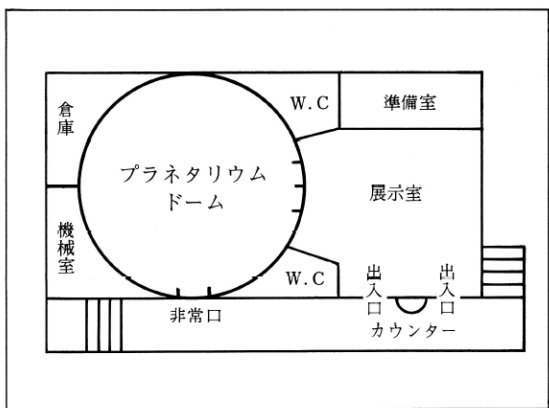 倉庫
W.C
準備室
プラネタリウム
ドーム
展示室
機械室
W.C
出入口
出入口
非常口
カウンター